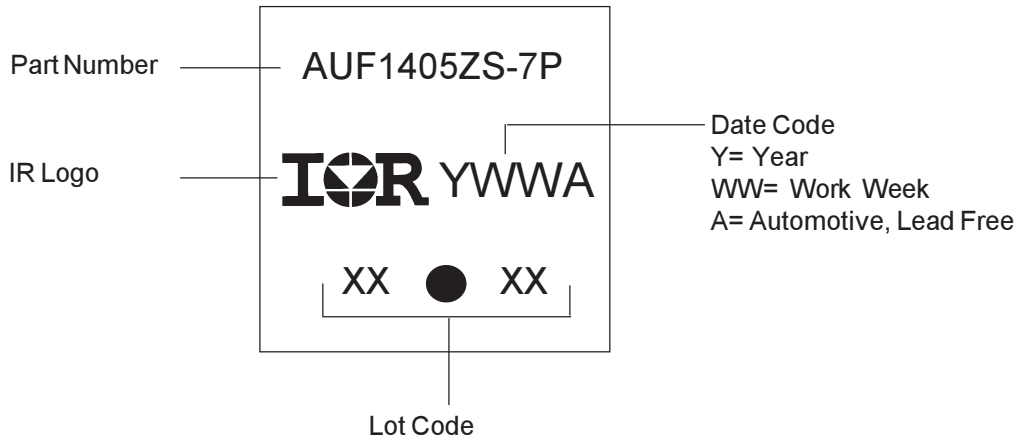 Part Number
AUF1405ZS-7P
IR Logo
IOR YWWA
Date Code
Y= Year
WW= Work Week
A= Automotive, Lead Free
XX XX
Lot Code